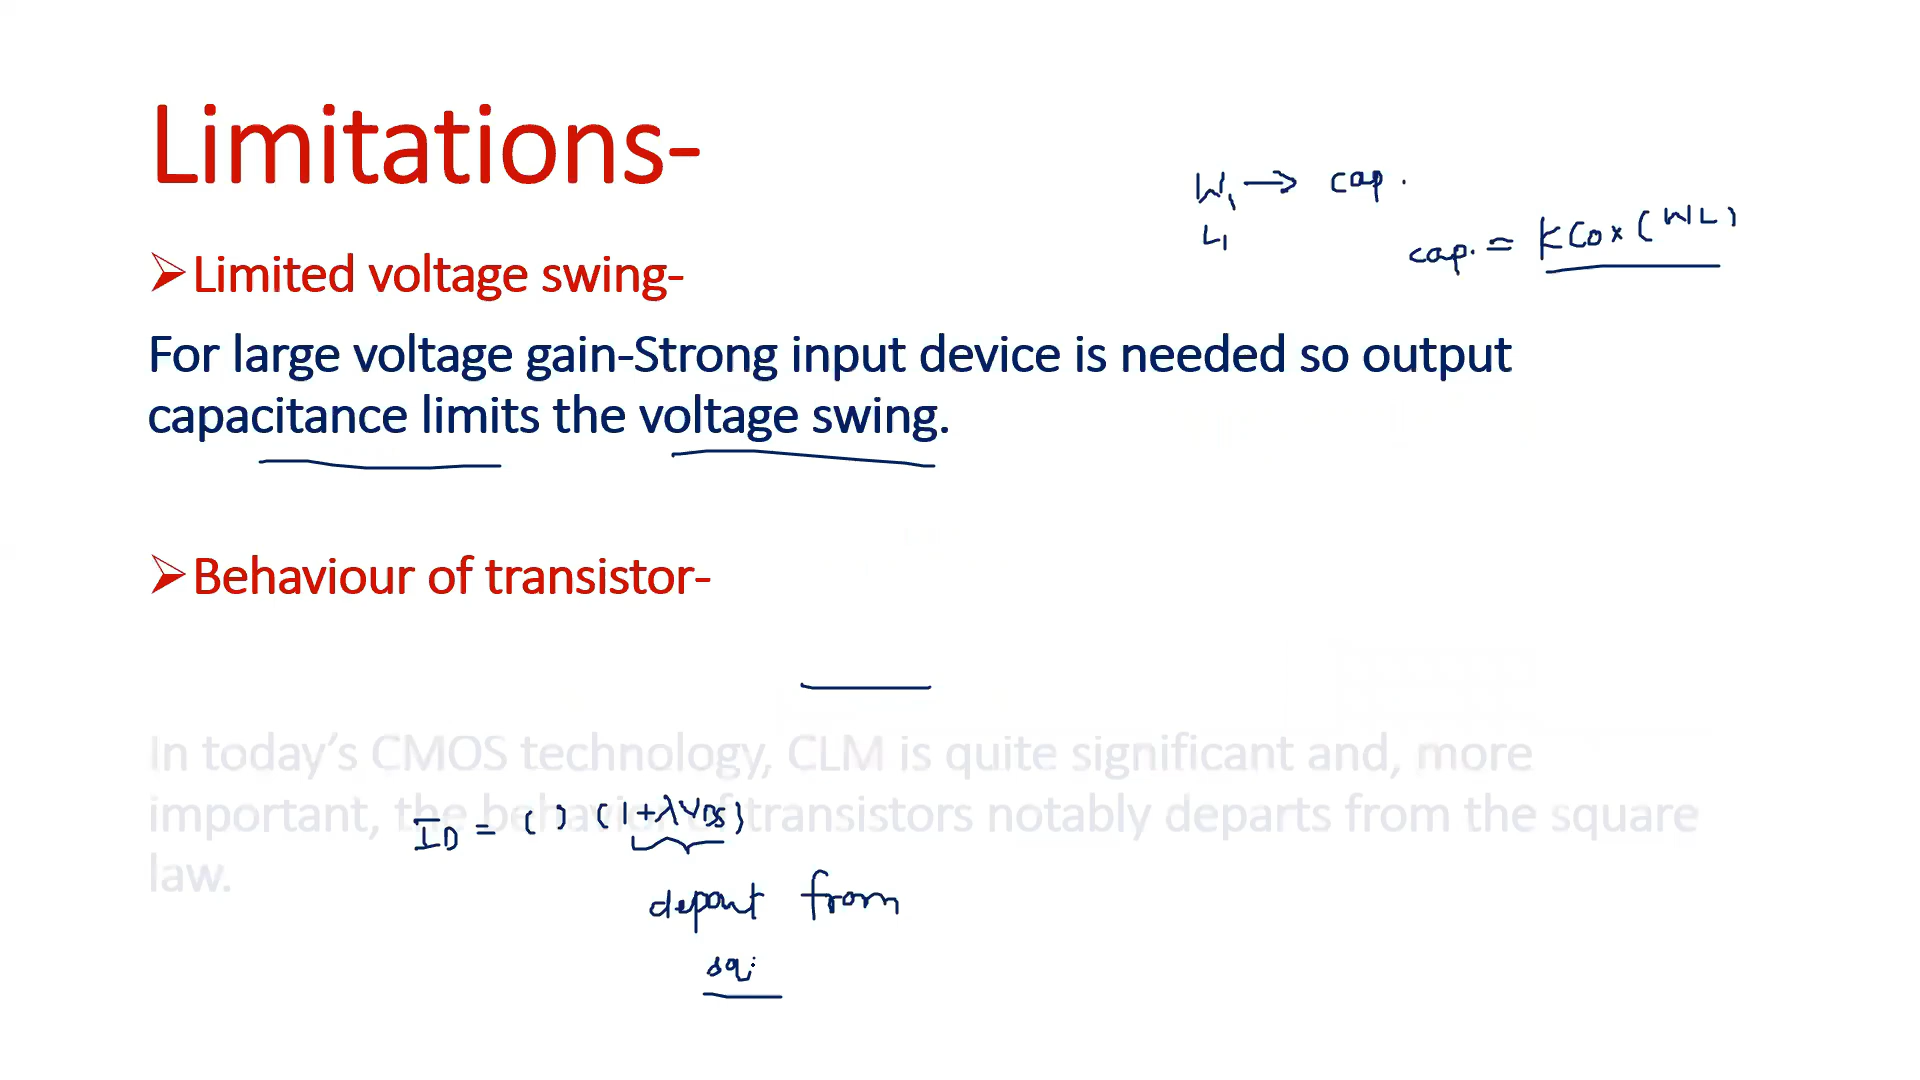 Limitations-
W₁ → cap.
L₁
cap. = KCox (WL)
➢Limited voltage swing-
For large voltage gain-Strong input device is needed so output
capacitance limits the voltage swing.
➢Behaviour of transistor-
In today's CMOS technology, CLM is quite significant and, more
important, the behavior of transistors notably departs from the square
law.
ID = ( ) (1+λVDS)
depart from
sq.